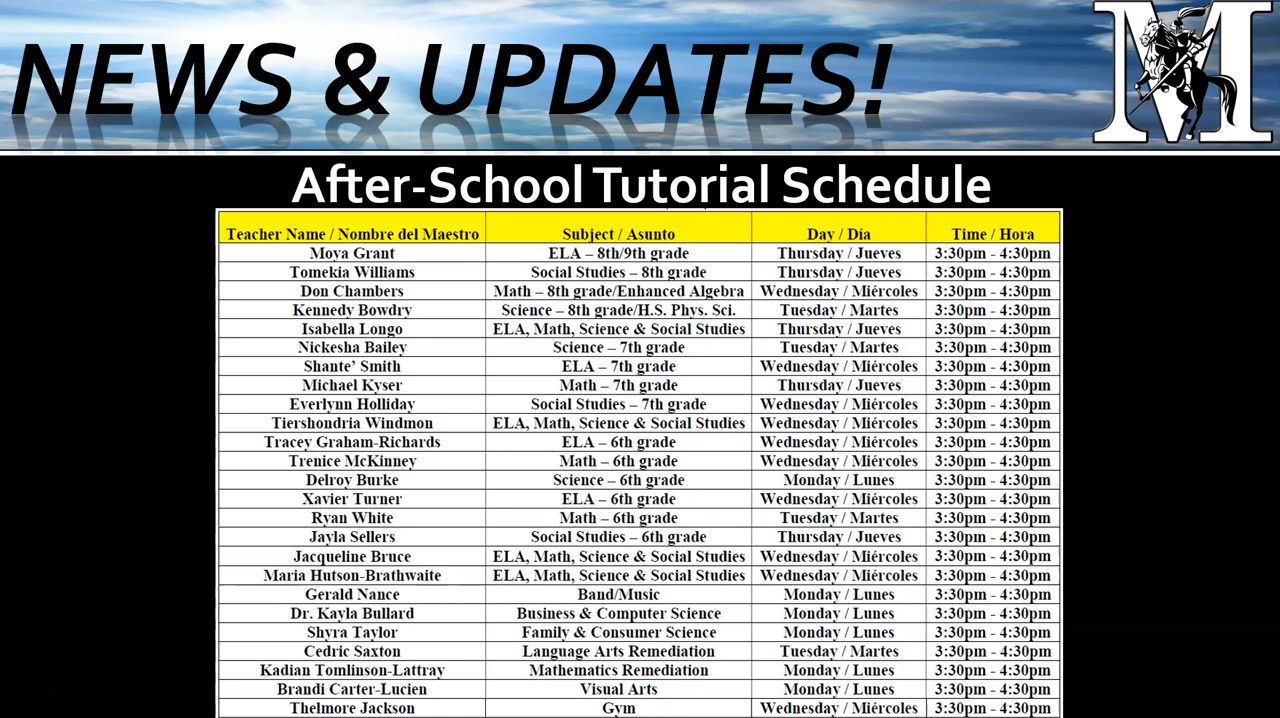 NEWS & UPDATES!
M
After-School Tutorial Schedule
Teacher Name / Nombre del Maestro Subject / Asunto Day / Día Time / Hora
Moya Grant ELA – 8th/9th grade Thursday / Jueves 3:30pm - 4:30pm
Tomekia Williams Social Studies – 8th grade Thursday / Jueves 3:30pm - 4:30pm
Don Chambers Math – 8th grade/Enhanced Algebra Wednesday / Miércoles 3:30pm - 4:30pm
Kennedy Bowdry Science – 8th grade/H.S. Phys. Sci. Tuesday / Martes 3:30pm - 4:30pm
Isabella Longo ELA, Math, Science & Social Studies Thursday / Jueves 3:30pm - 4:30pm
Nickesha Bailey Science – 7th grade Tuesday / Martes 3:30pm - 4:30pm
Shante’ Smith ELA – 7th grade Wednesday / Miércoles 3:30pm - 4:30pm
Michael Kyser Math – 7th grade Thursday / Jueves 3:30pm - 4:30pm
Everlynn Holliday Social Studies – 7th grade Wednesday / Miércoles 3:30pm - 4:30pm
Tiershondria Windmon ELA, Math, Science & Social Studies Wednesday / Miércoles 3:30pm - 4:30pm
Tracey Graham-Richards ELA – 6th grade Wednesday / Miércoles 3:30pm - 4:30pm
Trenice McKinney Math – 6th grade Wednesday / Miércoles 3:30pm - 4:30pm
Delroy Burke Science – 6th grade Monday / Lunes 3:30pm - 4:30pm
Xavier Turner ELA – 6th grade Wednesday / Miércoles 3:30pm - 4:30pm
Ryan White Math – 6th grade Tuesday / Martes 3:30pm - 4:30pm
Jayla Sellers Social Studies – 6th grade Thursday / Jueves 3:30pm - 4:30pm
Jacqueline Bruce ELA, Math, Science & Social Studies Wednesday / Miércoles 3:30pm - 4:30pm
Maria Hutson-Brathwaite ELA, Math, Science & Social Studies Wednesday / Miércoles 3:30pm - 4:30pm
Gerald Nance Band/Music Monday / Lunes 3:30pm - 4:30pm
Dr. Kayla Bullard Business & Computer Science Monday / Lunes 3:30pm - 4:30pm
Shyra Taylor Family & Consumer Science Monday / Lunes 3:30pm - 4:30pm
Cedric Saxton Language Arts Remediation Tuesday / Martes 3:30pm - 4:30pm
Kadian Tomlinson-Lattray Mathematics Remediation Monday / Lunes 3:30pm - 4:30pm
Brandi Carter-Lucien Visual Arts Monday / Lunes 3:30pm - 4:30pm
Thelmore Jackson Gym Wednesday / Miércoles 3:30pm - 4:30pm